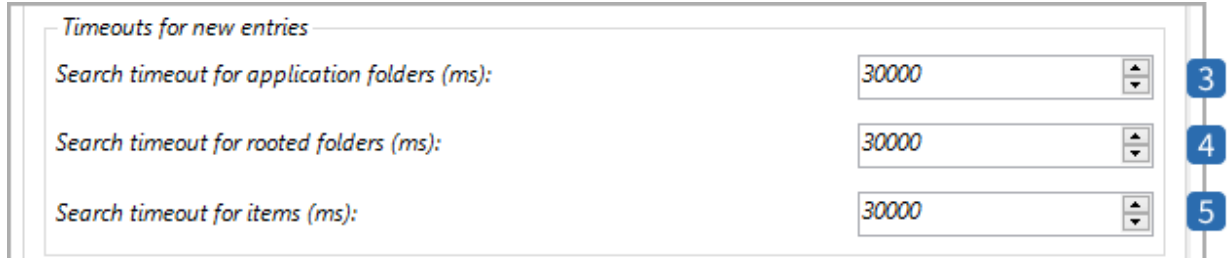 Timeouts for new entries
Search timeout for application folders (ms): 30000 3
Search timeout for rooted folders (ms): 30000 4
Search timeout for items (ms): 30000 5